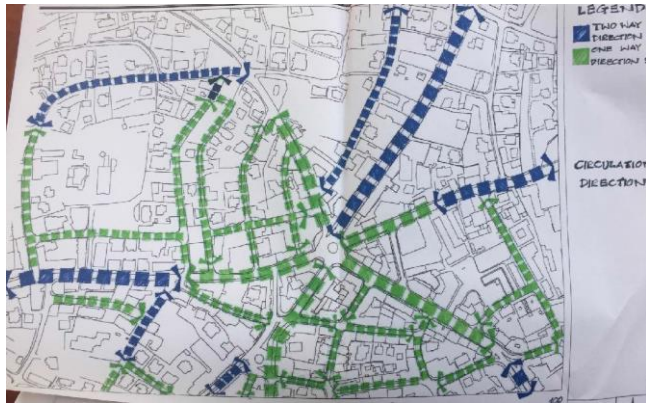 LEGEND
TWO WAY
DIRECTION
ONE WAY
DIRECTION
CIRCULATION
DIRECTION